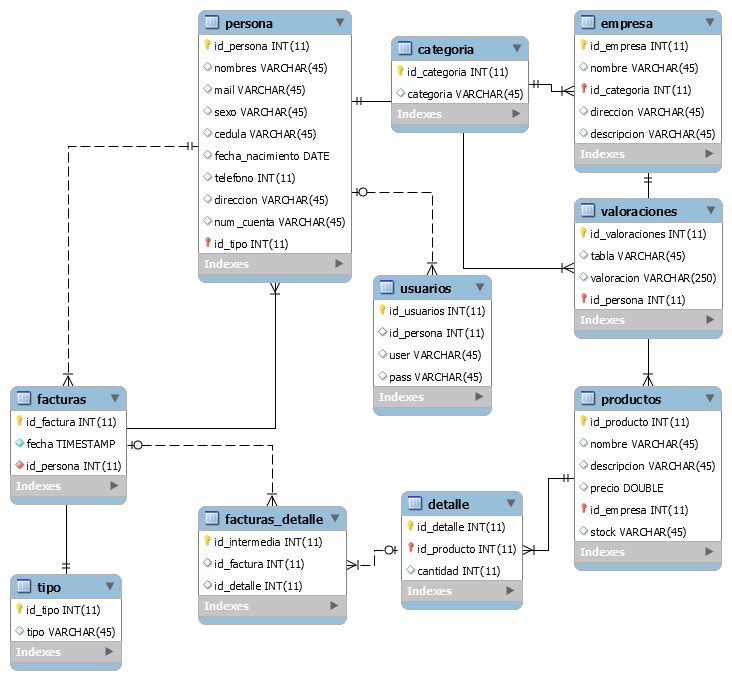 persona
id_persona INT(11)
nombres VARCHAR(45)
mail VARCHAR(45)
sexo VARCHAR(45)
cedula VARCHAR(45)
fecha_nacimiento DATE
telefono INT(11)
direccion VARCHAR(45)
num_cuenta VARCHAR(45)
id_tipo INT(11)
Indexes
categoria
id_categoria INT(11)
categoria VARCHAR(45)
Indexes
empresa
id_empresa INT(11)
nombre VARCHAR(45)
id_categoria INT(11)
direccion VARCHAR(45)
descripcion VARCHAR(45)
Indexes
valoraciones
id_valoraciones INT(11)
tabla VARCHAR(45)
valoracion VARCHAR(250)
id_persona INT(11)
Indexes
usuarios
id_usuarios INT(11)
id_persona INT(11)
user VARCHAR(45)
pass VARCHAR(45)
Indexes
facturas
id_factura INT(11)
fecha TIMESTAMP
id_persona INT(11)
Indexes
productos
id_producto INT(11)
nombre VARCHAR(45)
descripcion VARCHAR(45)
precio DOUBLE
id_empresa INT(11)
stock VARCHAR(45)
Indexes
facturas_detalle
id_intermedia INT(11)
id_factura INT(11)
id_detalle INT(11)
Indexes
detalle
id_detalle INT(11)
id_producto INT(11)
cantidad INT(11)
Indexes
tipo
id_tipo INT(11)
tipo VARCHAR(45)
Indexes